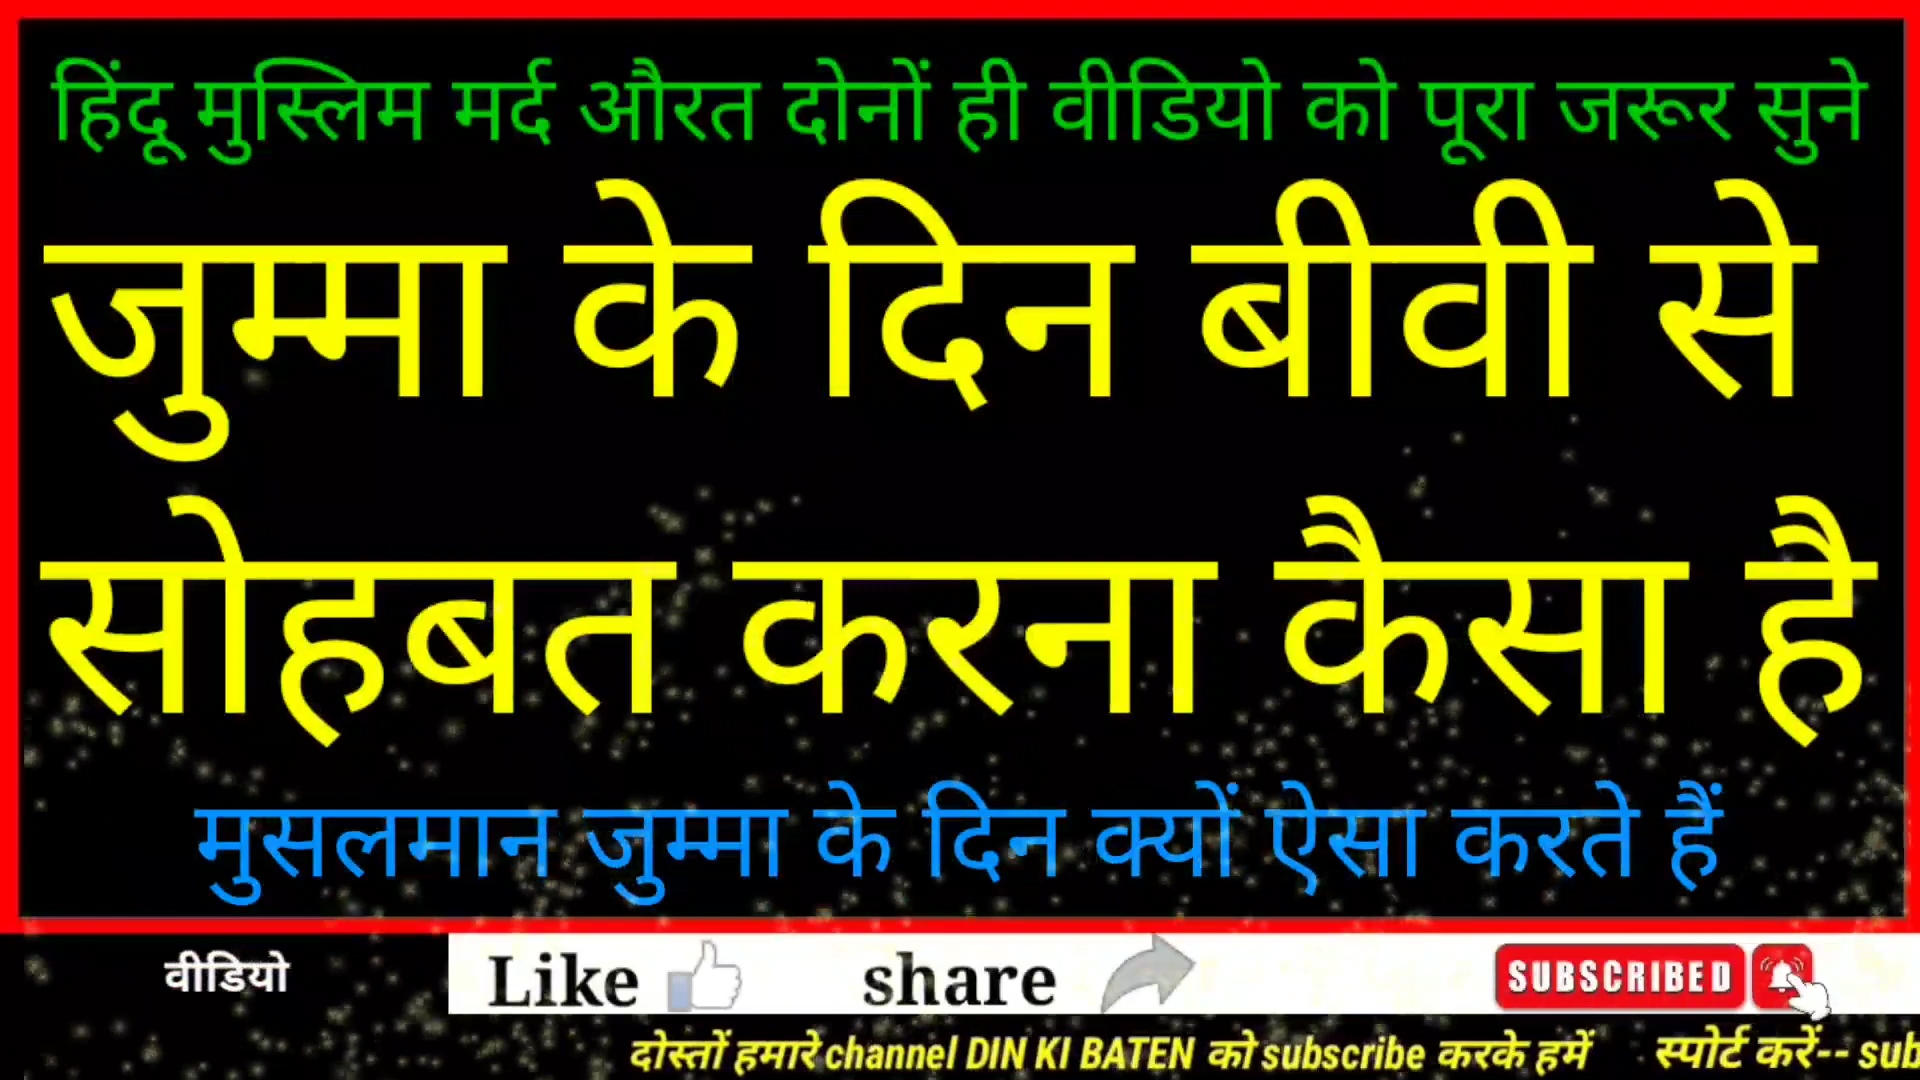 हिंदू मुस्लिम मर्द औरत दोनों ही वीडियो को पूरा जरूर सुने
जुम्मा के दिन बीवी से
सोहबत करना कैसा है
मुसलमान जुम्मा के दिन क्यों ऐसा करते हैं
वीडियो Like share SUBSCRIBED
दोस्तों हमारे channel DIN KI BATEN को subscribe करके हमें स्पोर्ट करें-- sub